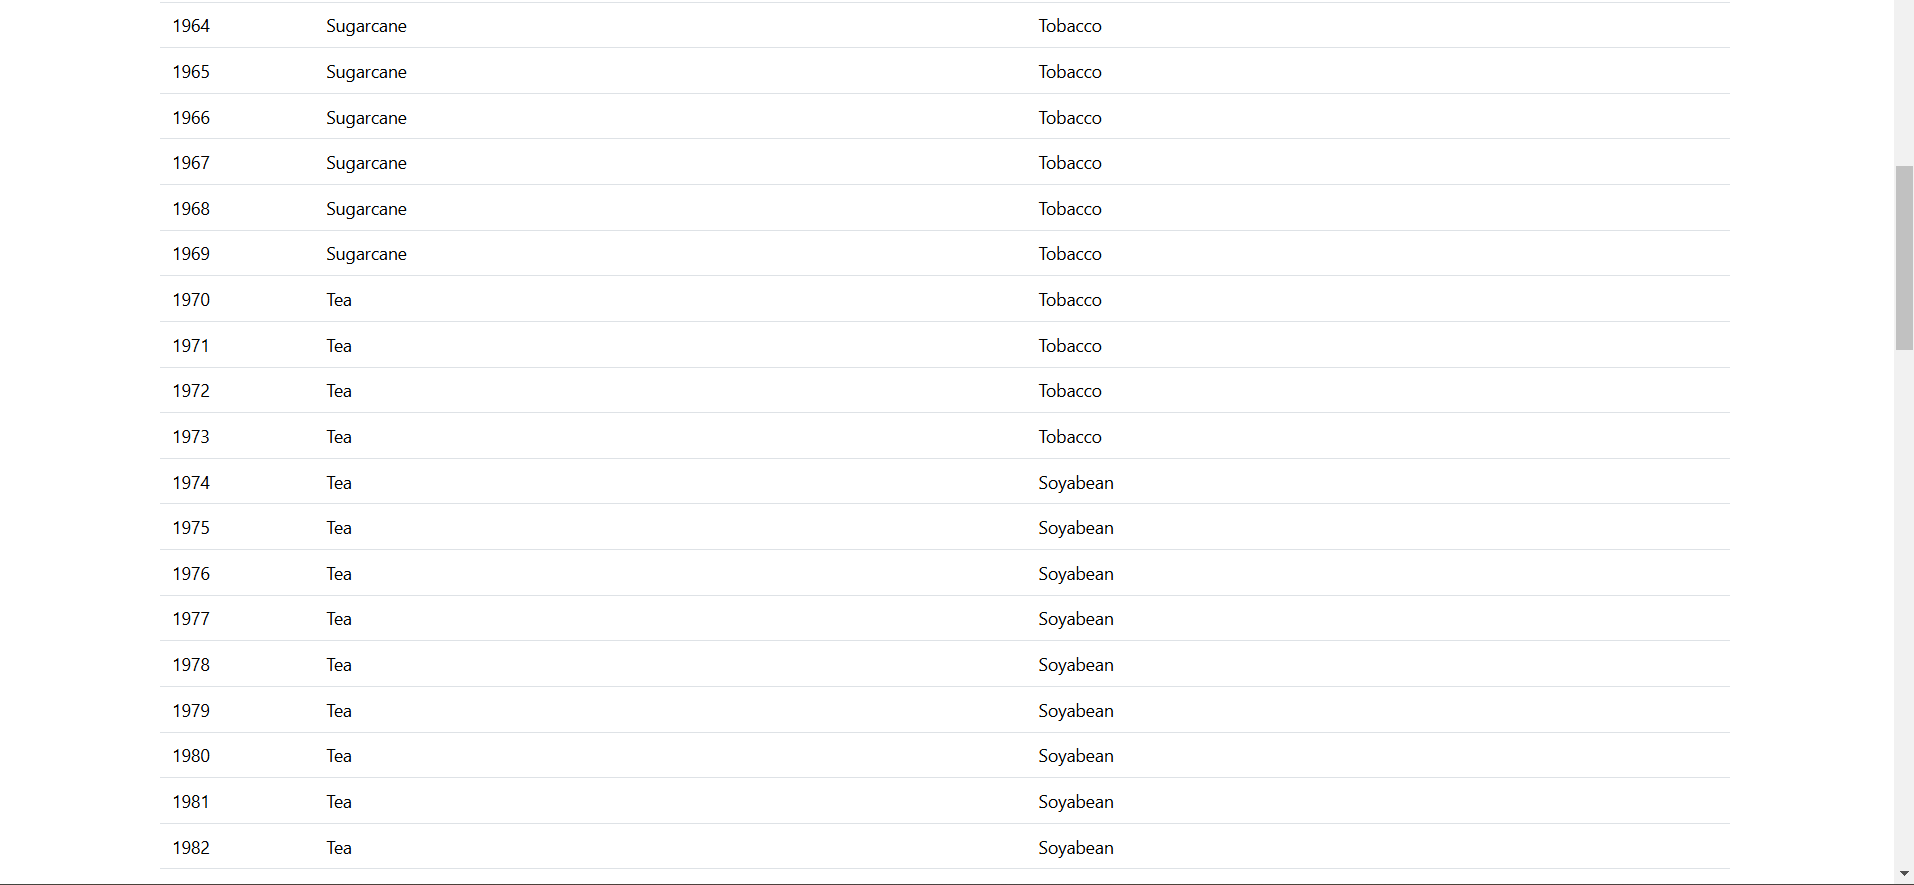 1964 Sugarcane Tobacco
1965 Sugarcane Tobacco
1966 Sugarcane Tobacco
1967 Sugarcane Tobacco
1968 Sugarcane Tobacco
1969 Sugarcane Tobacco
1970 Tea Tobacco
1971 Tea Tobacco
1972 Tea Tobacco
1973 Tea Tobacco
1974 Tea Soyabean
1975 Tea Soyabean
1976 Tea Soyabean
1977 Tea Soyabean
1978 Tea Soyabean
1979 Tea Soyabean
1980 Tea Soyabean
1981 Tea Soyabean
1982 Tea Soyabean